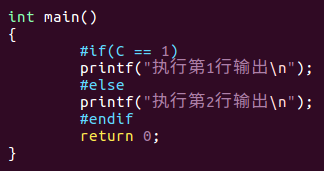 int main()
{
        #if(C == 1)
        printf("执行第1行输出\n");
        #else
        printf("执行第2行输出\n");
        #endif
        return 0;
}